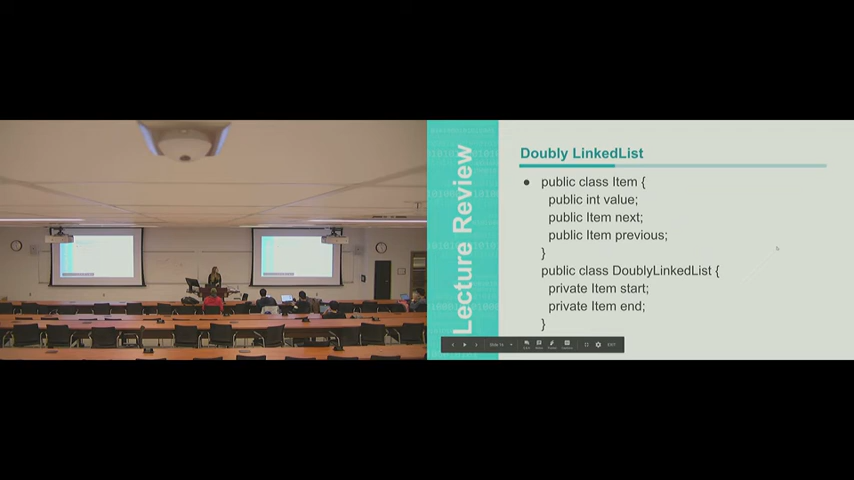 Lecture Review
Doubly LinkedList
● public class Item {
public int value;
public Item next;
public Item previous;
}
public class DoublyLinkedList {
private Item start;
private Item end;
}